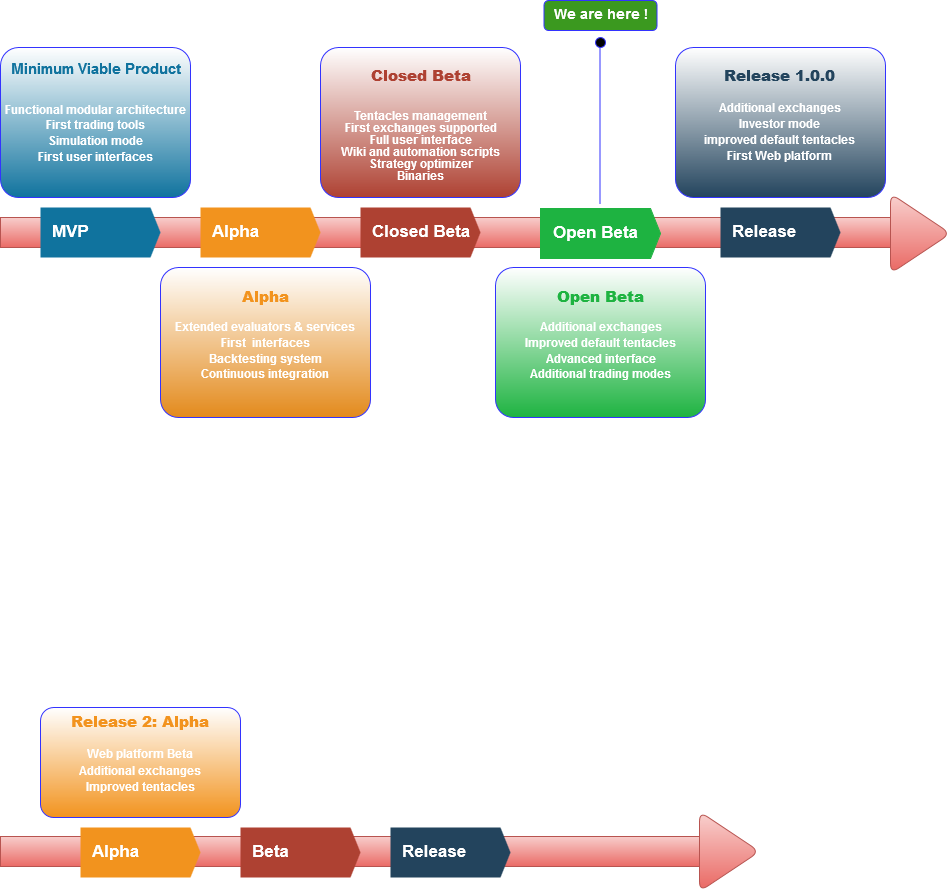 We are here !
Minimum Viable Product
Functional modular architecture
First trading tools
Simulation mode
First user interfaces
Closed Beta
Tentacles management
First exchanges supported
Full user interface
Wiki and automation scripts
Strategy optimizer
Binaries
Release 1.0.0
Additional exchanges
Investor mode
improved default tentacles
First Web platform
MVP
Alpha
Closed Beta
Open Beta
Release
Alpha
Extended evaluators & services
First interfaces
Backtesting system
Continuous integration
Open Beta
Additional exchanges
Improved default tentacles
Advanced interface
Additional trading modes
Release 2: Alpha
Web platform Beta
Additional exchanges
Improved tentacles
Alpha
Beta
Release